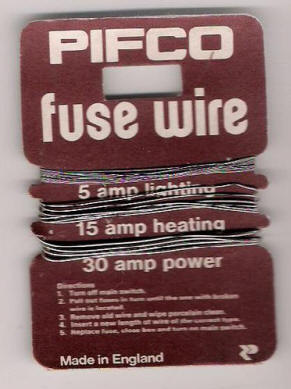 PIFCO
fuse wire
5 amp lighting
15 amp heating
30 amp power
Directions
1. Turn off main switch.
2. Pull out fuses in turn until the one with broken
wire is located.
3. Remove old wire and wipe porcelain clean.
4. Insert a new length of wire of the correct type.
5. Replace fuse, close box and turn on main switch.
Made in England